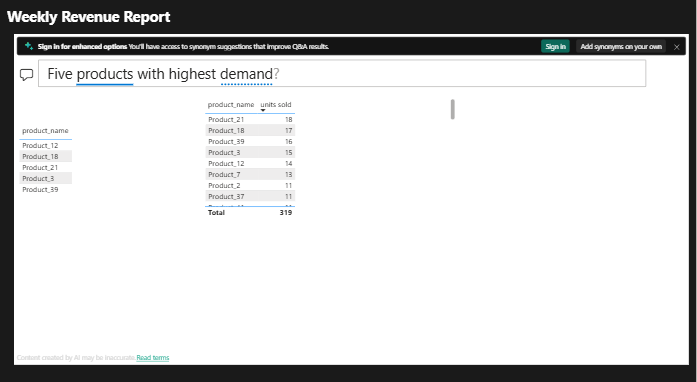 Weekly Revenue Report
Sign in for enhanced options You'll have access to synonym suggestions that improve Q&A results.
Sign in
Add synonyms on your own
Five products with highest demand?
product_name
Product_12
Product_18
Product_21
Product_3
Product_39
product_name units sold
Product_21 18
Product_18 17
Product_39 16
Product_3 15
Product_12 14
Product_7 13
Product_2 11
Product_37 11
Total 319
Content created by AI may be inaccurate. Read terms